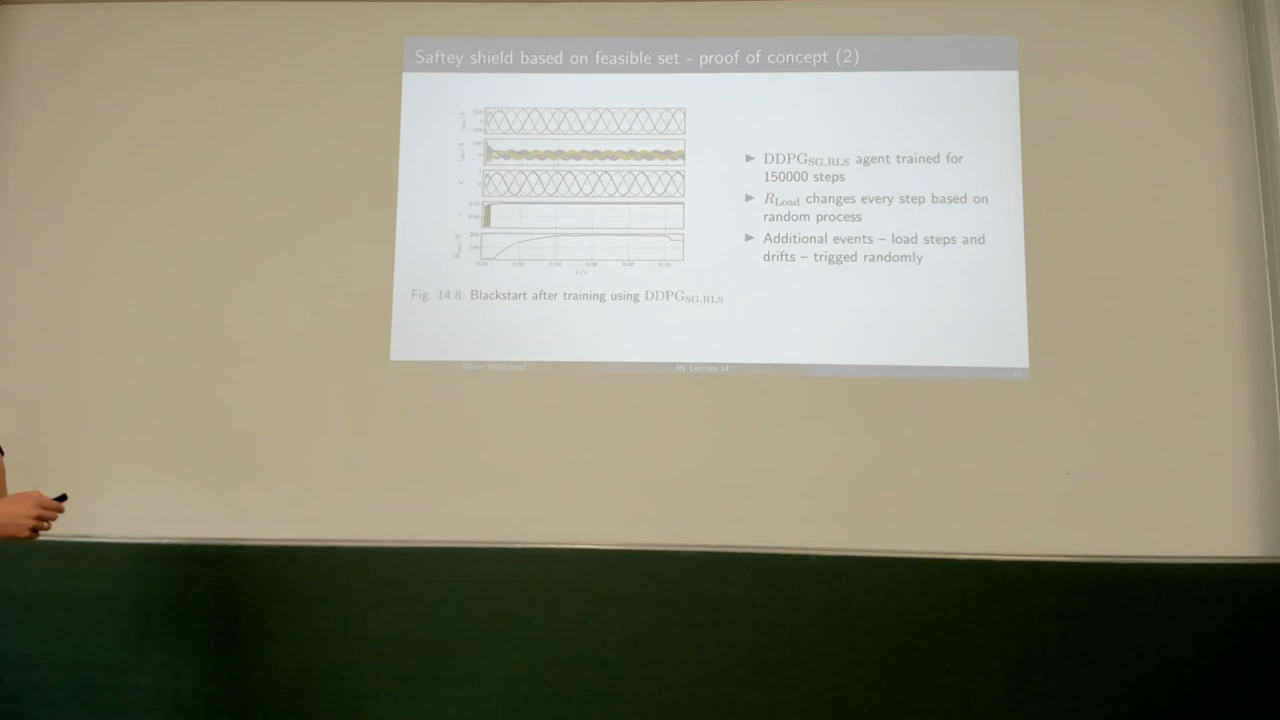 Saftey shield based on feasible set - proof of concept (2)
▶ DDPG_SG,RLS agent trained for
150000 steps
▶ R_Load changes every step based on
random process
▶ Additional events – load steps and
drifts – trigged randomly
t / s
Fig. 14.8: Blackstart after training using DDPG_SG,RLS
Oliver Wallscheid
RL Lecture 14